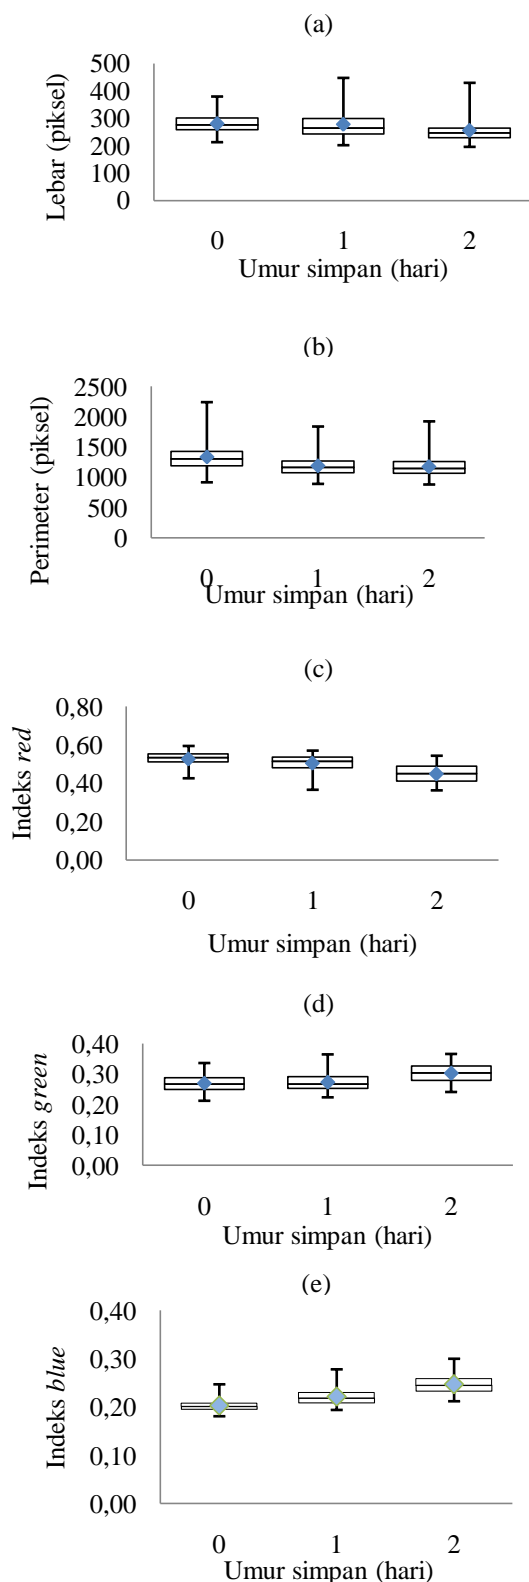 (a)
500
400
300
200
100
0
Lebar (piksel)
0 1 2
Umur simpan (hari)
(b)
2500
2000
1500
1000
500
0
Perimeter (piksel)
0 1 2
Umur simpan (hari)
(c)
0,80
0,60
0,40
0,20
0,00
Indeks red
0 1 2
Umur simpan (hari)
(d)
0,40
0,30
0,20
0,10
0,00
Indeks green
0 1 2
Umur simpan (hari)
(e)
0,40
0,30
0,20
0,10
0,00
Indeks blue
0 1 2
Umur simpan (hari)